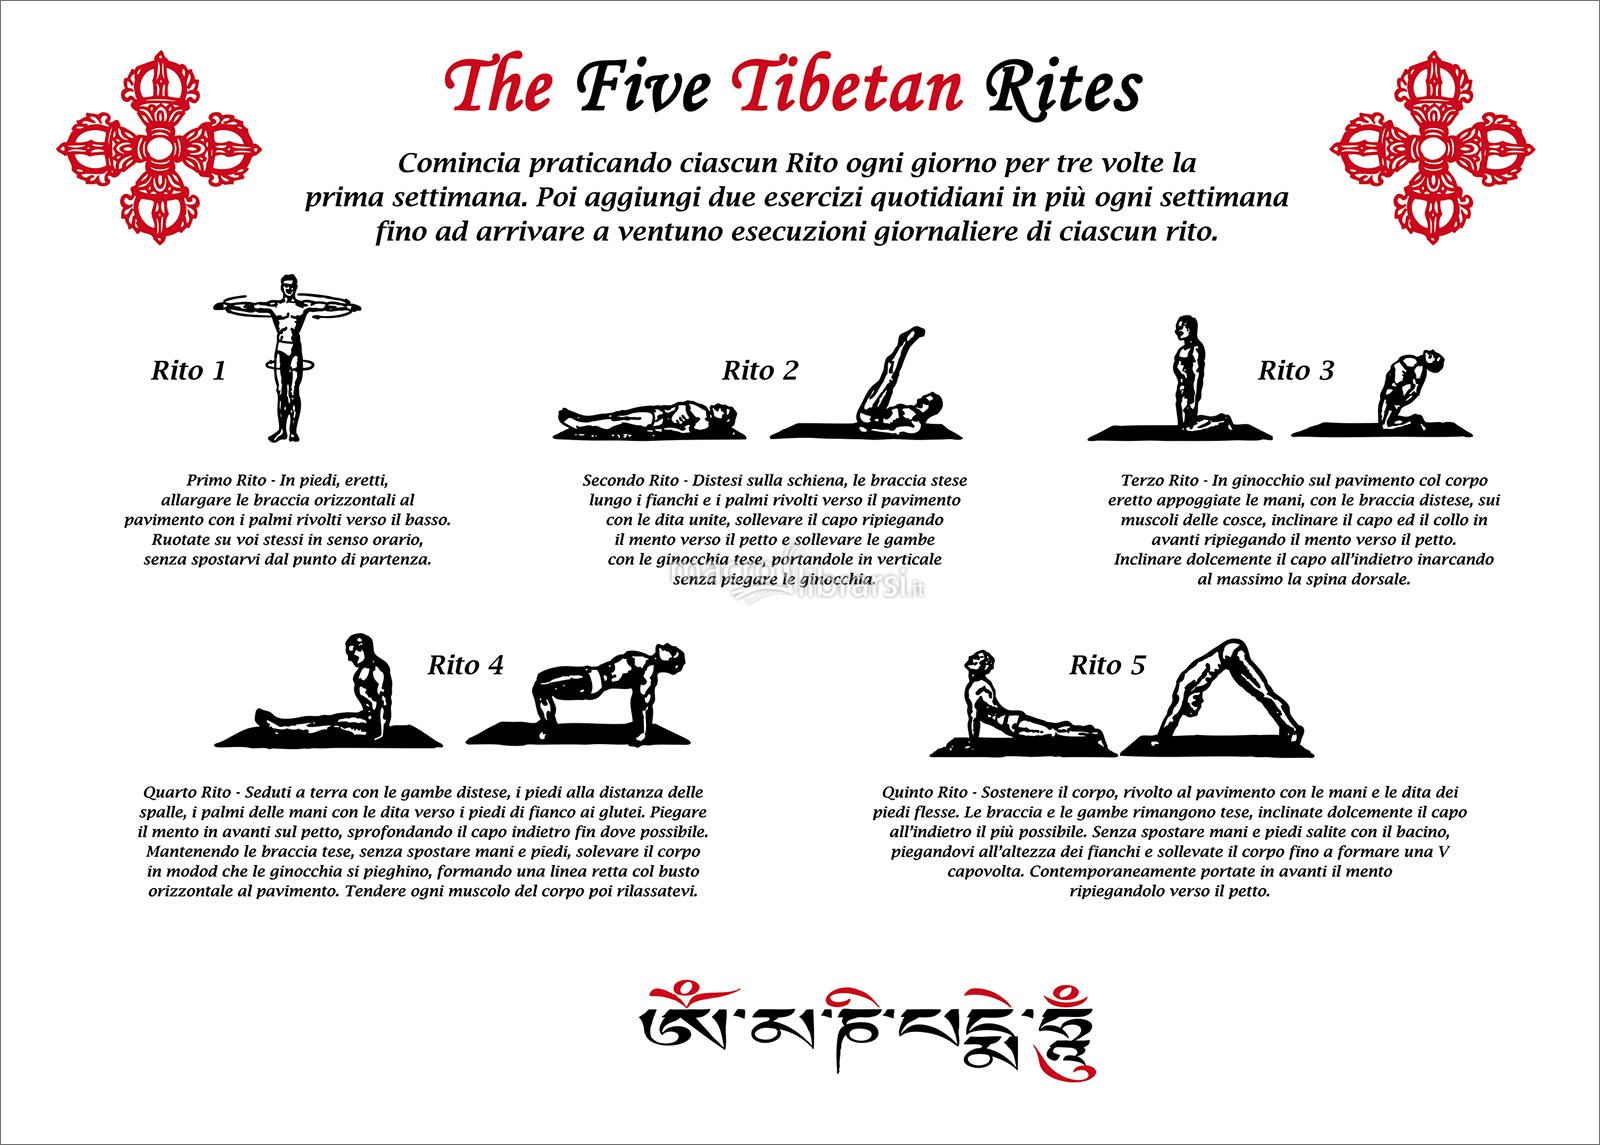 The Five Tibetan Rites
Comincia praticando ciascun Rito ogni giorno per tre volte la
prima settimana. Poi aggiungi due esercizi quotidiani in più ogni settimana
fino ad arrivare a ventuno esecuzioni giornaliere di ciascun rito.
Rito 1
Primo Rito - In piedi, eretti,
allargare le braccia orizzontali al
pavimento con i palmi rivolti verso il basso.
Ruotate su voi stessi in senso orario,
senza spostarvi dal punto di partenza.
Rito 2
Secondo Rito - Distesi sulla schiena, le braccia stese
lungo i fianchi e i palmi rivolti verso il pavimento
con le dita unite, sollevare il capo ripiegando
il mento verso il petto e sollevare le gambe
con le ginocchia tese, portandole in verticale
senza piegare le ginocchia.
macro librarsi.it
Rito 3
Terzo Rito - In ginocchio sul pavimento col corpo
eretto appoggiate le mani, con le braccia distese, sui
muscoli delle cosce, inclinare il capo ed il collo in
avanti ripiegando il mento verso il petto.
Inclinare dolcemente il capo all'indietro inarcando
al massimo la spina dorsale.
Rito 4
Quarto Rito - Seduti a terra con le gambe distese, i piedi alla distanza delle
spalle, i palmi delle mani con le dita verso i piedi di fianco ai glutei. Piegare
il mento in avanti sul petto, sprofondando il capo indietro fin dove possibile.
Mantenendo le braccia tese, senza spostare mani e piedi, solevare il corpo
in modod che le ginocchia si pieghino, formando una linea retta col busto
orizzontale al pavimento. Tendere ogni muscolo del corpo poi rilassatevi.
Rito 5
Quinto Rito - Sostenere il corpo, rivolto al pavimento con le mani e le dita dei
piedi flesse. Le braccia e le gambe rimangono tese, inclinate dolcemente il capo
all'indietro il più possibile. Senza spostare mani e piedi salite con il bacino,
piegandovi all'altezza dei fianchi e sollevate il corpo fino a formare una V
capovolta. Contemporaneamente portate in avanti il mento
ripiegandolo verso il petto.
ༀ་མ་ཎི་པདྨེ་ཧཱུྃ